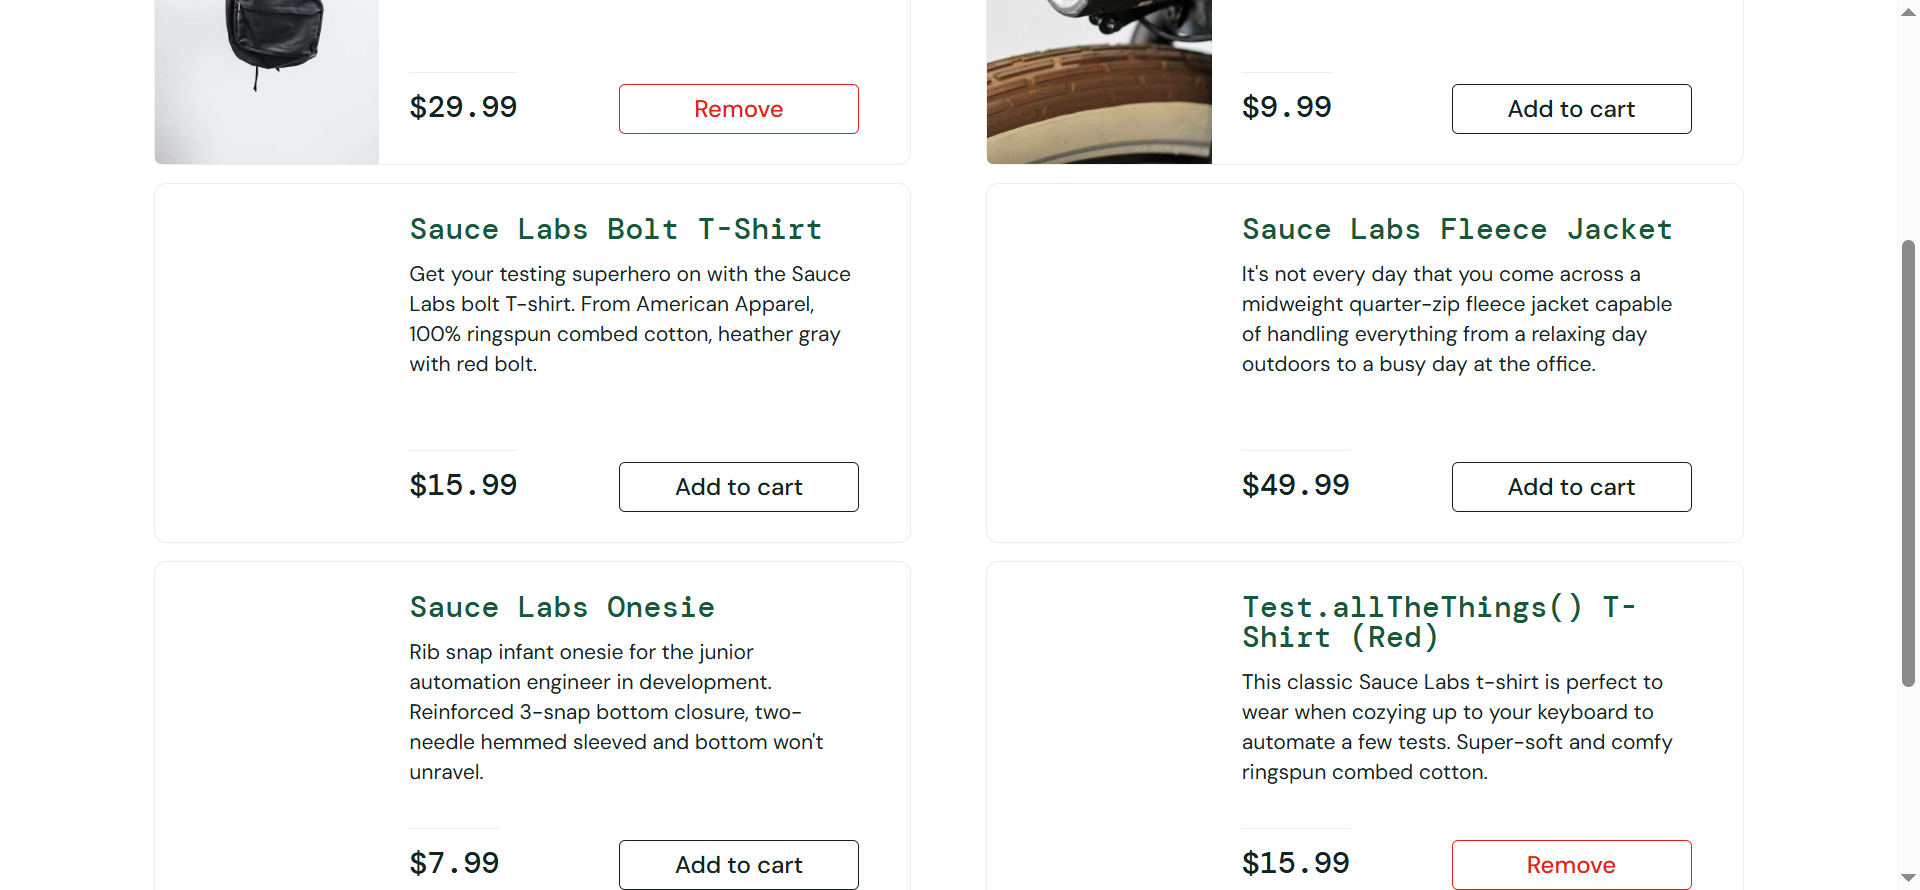 $29.99
Remove
$9.99
Add to cart
Sauce Labs Bolt T-Shirt
Get your testing superhero on with the Sauce
Labs bolt T-shirt. From American Apparel,
100% ringspun combed cotton, heather gray
with red bolt.
$15.99
Add to cart
Sauce Labs Fleece Jacket
It's not every day that you come across a
midweight quarter-zip fleece jacket capable
of handling everything from a relaxing day
outdoors to a busy day at the office.
$49.99
Add to cart
Sauce Labs Onesie
Rib snap infant onesie for the junior
automation engineer in development.
Reinforced 3-snap bottom closure, two-
needle hemmed sleeved and bottom won't
unravel.
$7.99
Add to cart
Test.allTheThings() T-
Shirt (Red)
This classic Sauce Labs t-shirt is perfect to
wear when cozying up to your keyboard to
automate a few tests. Super-soft and comfy
ringspun combed cotton.
$15.99
Remove